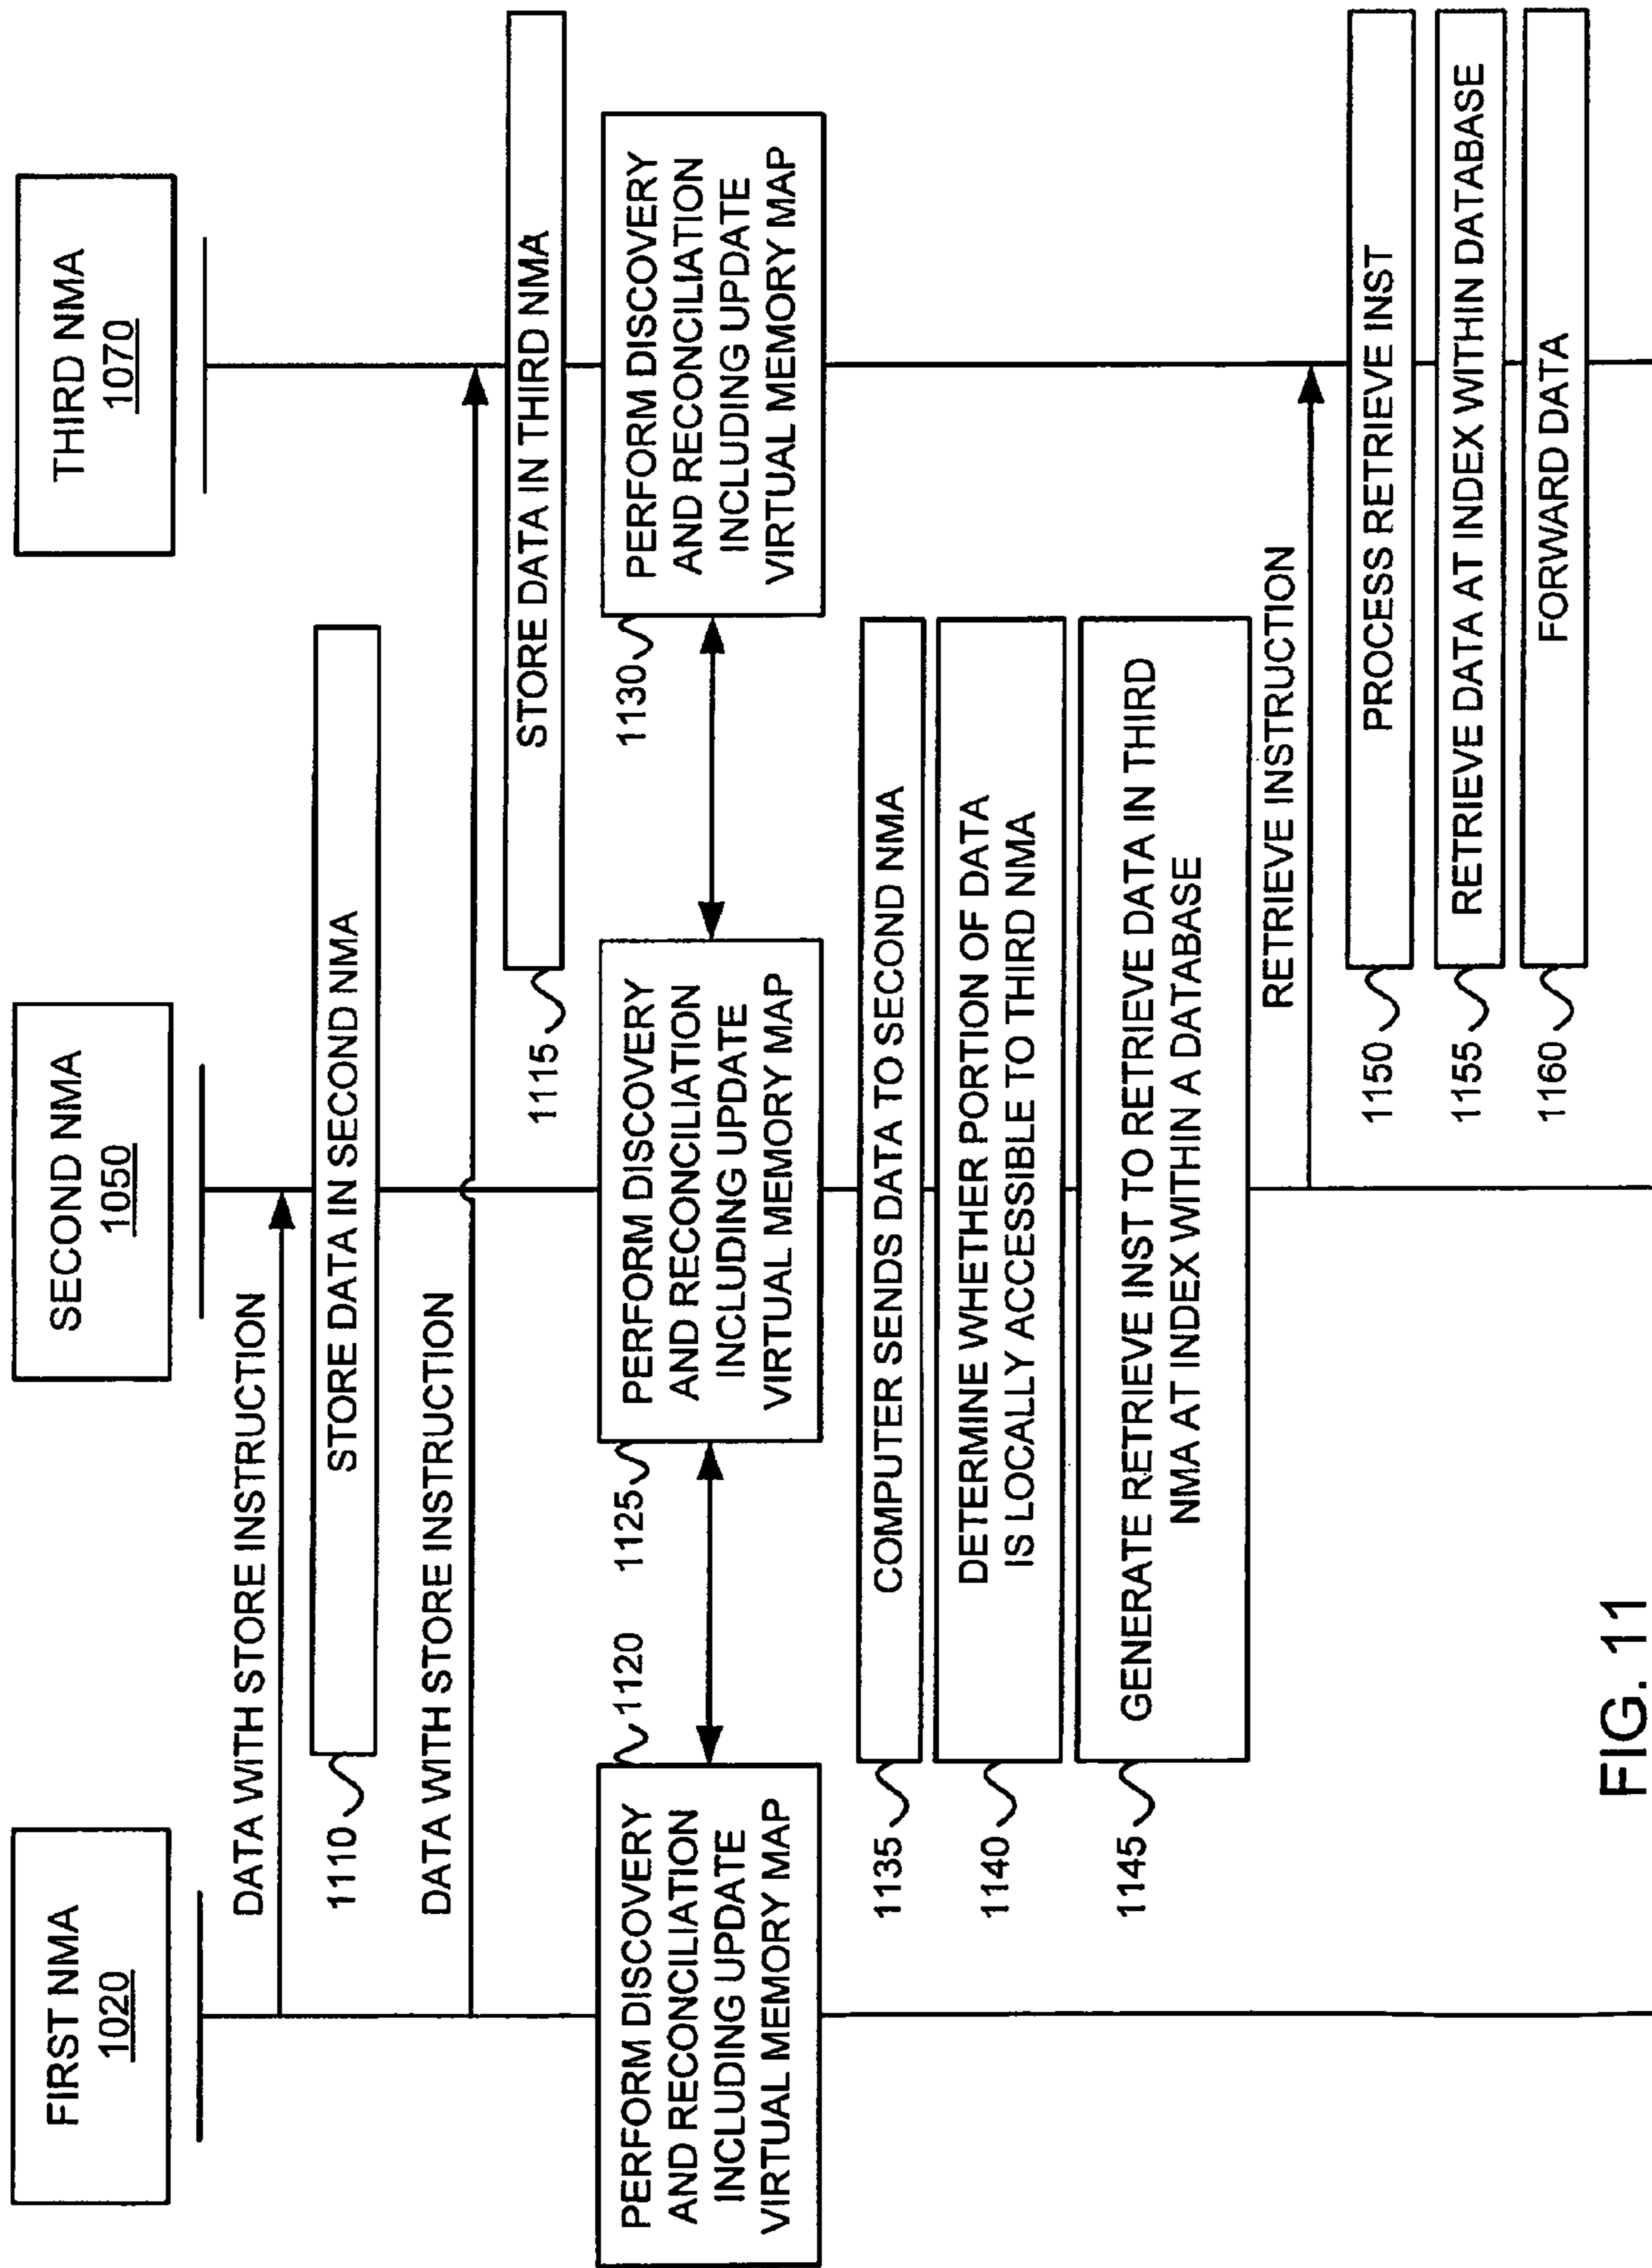 FIRST NMA
1020
SECOND NMA
1050
THIRD NMA
1070
DATA WITH STORE INSTRUCTION
1110
STORE DATA IN SECOND NMA
DATA WITH STORE INSTRUCTION
1115
STORE DATA IN THIRD NMA
1120
PERFORM DISCOVERY
AND RECONCILIATION
INCLUDING UPDATE
VIRTUAL MEMORY MAP
1125
PERFORM DISCOVERY
AND RECONCILIATION
INCLUDING UPDATE
VIRTUAL MEMORY MAP
1130
PERFORM DISCOVERY
AND RECONCILIATION
INCLUDING UPDATE
VIRTUAL MEMORY MAP
1135
COMPUTER SENDS DATA TO SECOND NMA
1140
DETERMINE WHETHER PORTION OF DATA
IS LOCALLY ACCESSIBLE TO THIRD NMA
1145
GENERATE RETRIEVE INST TO RETRIEVE DATA IN THIRD
NMA AT INDEX WITHIN A DATABASE
RETRIEVE INSTRUCTION
1150
PROCESS RETRIEVE INST
1155
RETRIEVE DATA AT INDEX WITHIN DATABASE
1160
FORWARD DATA
FIG. 11